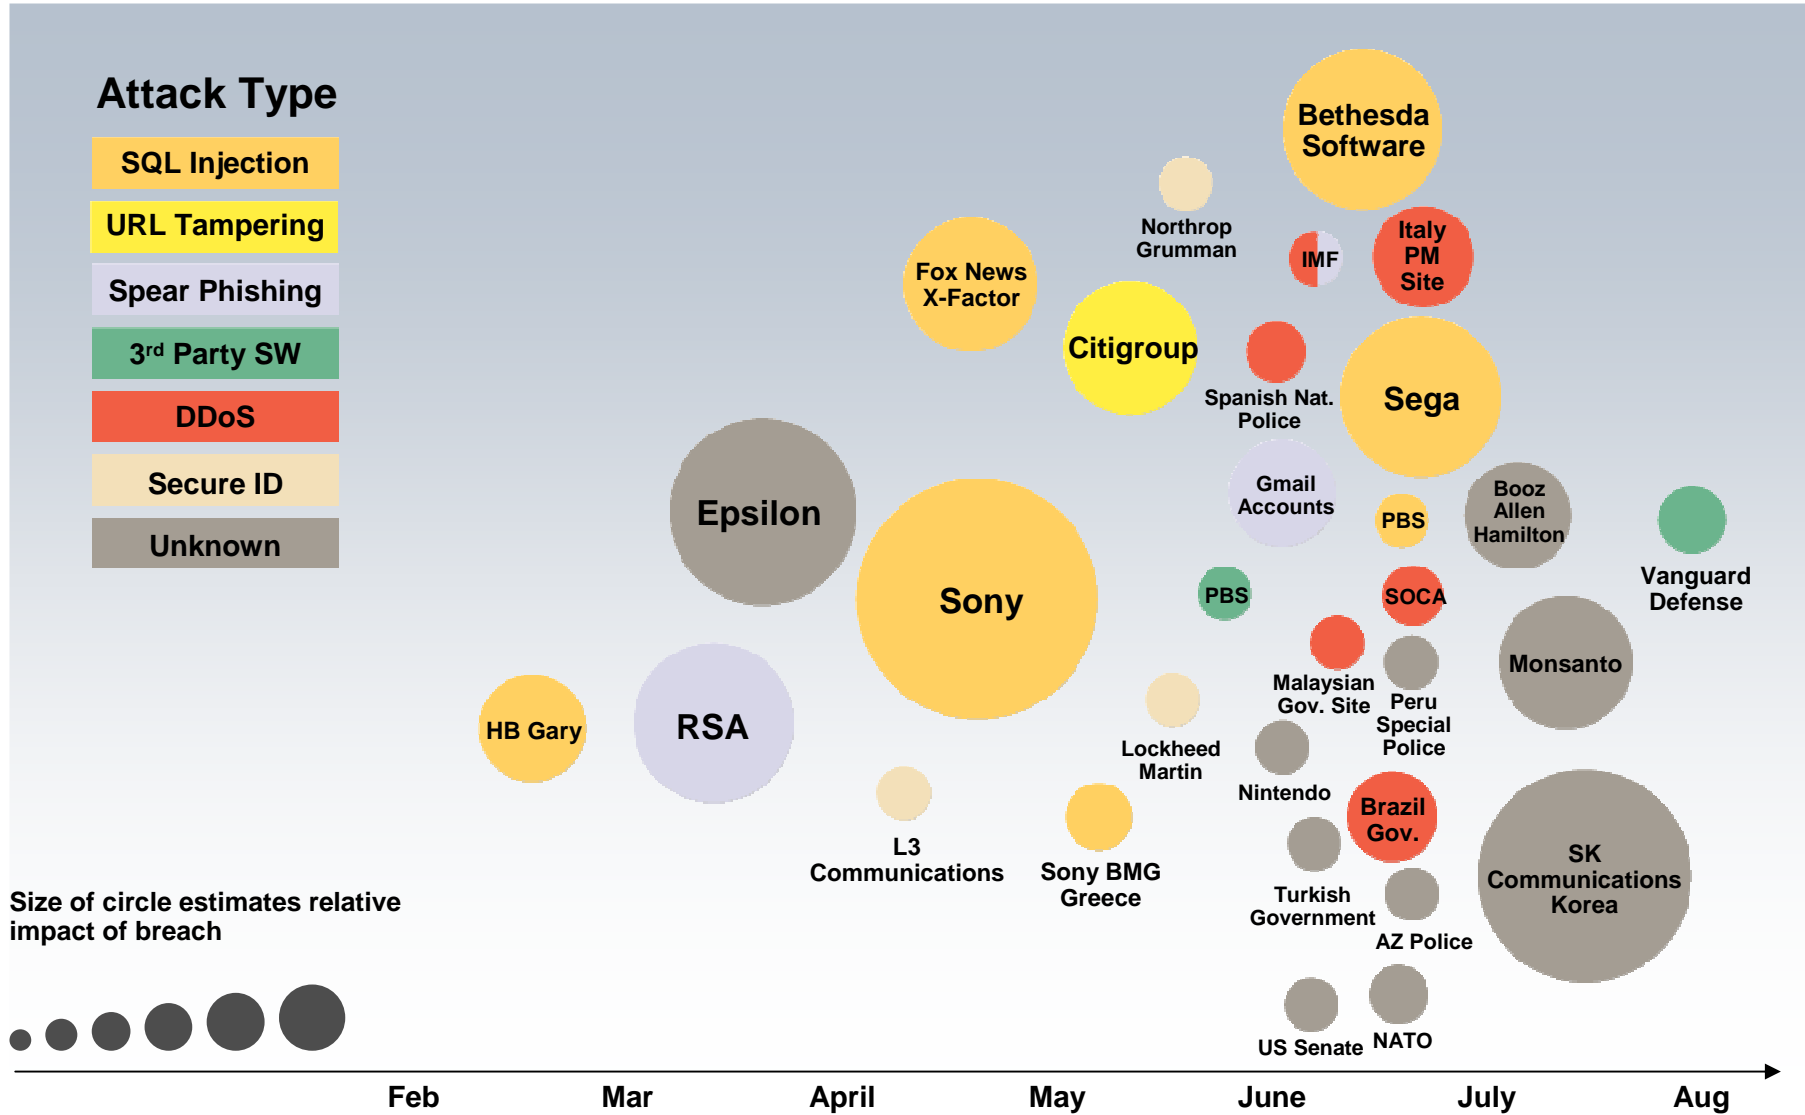 Attack Type
SQL Injection
URL Tampering
Spear Phishing
3rd Party SW
DDoS
Secure ID
Unknown
Bethesda
Software
Northrop
Grumman
IMF
Italy
PM
Site
Fox News
X-Factor
Citigroup
Spanish Nat.
Police
Sega
Epsilon
Gmail
Accounts
PBS
Booz
Allen
Hamilton
Vanguard
Defense
Sony
PBS
SOCA
Malaysian
Gov. Site
Peru
Special
Police
Monsanto
HB Gary
RSA
Lockheed
Martin
Nintendo
L3
Communications
Sony BMG
Greece
Brazil
Gov.
Turkish
Government
AZ Police
SK
Communications
Korea
US Senate
NATO
Size of circle estimates relative
impact of breach
Feb
Mar
April
May
June
July
Aug